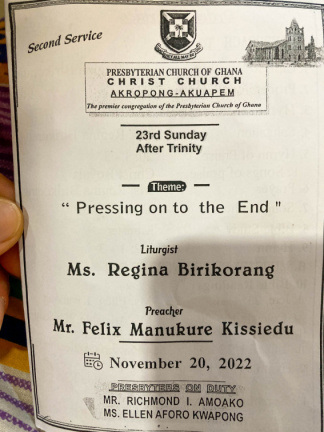 Second Service
PRESBYTERIAN CHURCH OF GHANA
CHRIST CHURCH
AKROPONG-AKUAPEM
The premier congregation of the Presbyterian Church of Ghana
23rd Sunday
After Trinity
Theme:
“ Pressing on to the End "
Liturgist
Ms. Regina Birikorang
Preacher
Mr. Felix Manukure Kissiedu
November 20, 2022
PRESBYTERS ON DUTY
MR. RICHMOND I. AMOAKO
MS. ELLEN AFORO KWAPONG